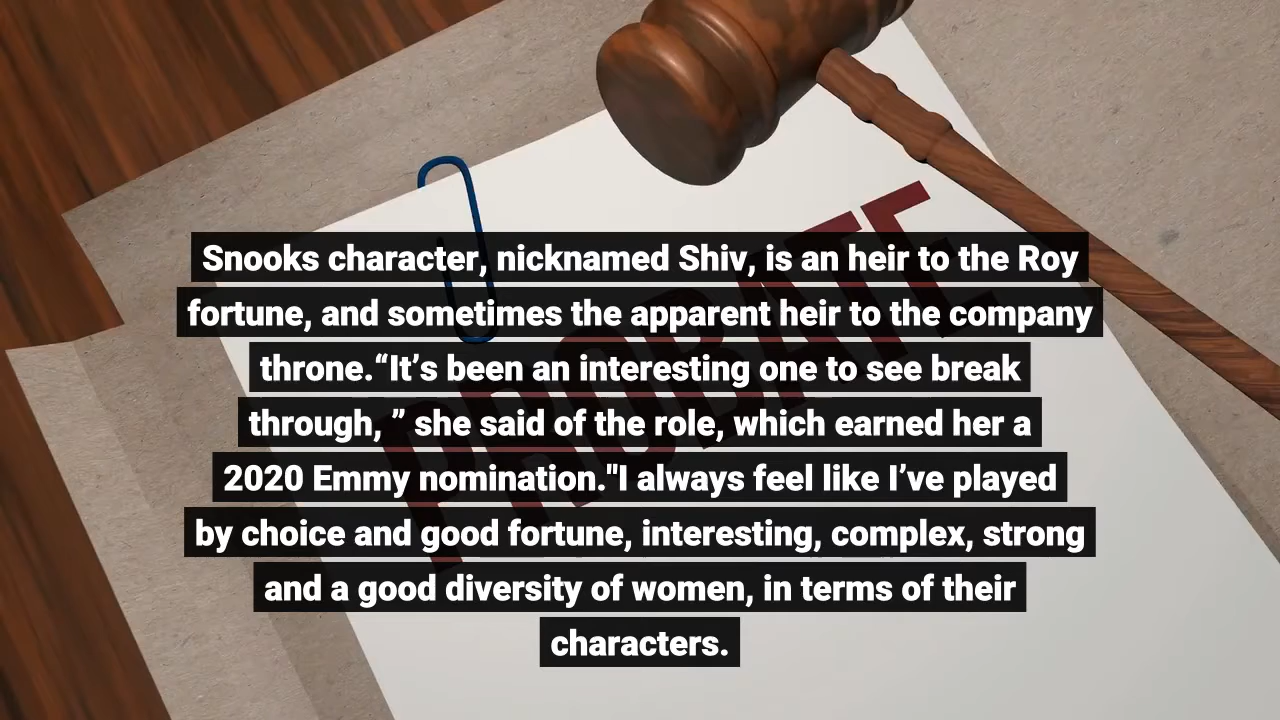 Snooks character, nicknamed Shiv, is an heir to the Roy
fortune, and sometimes the apparent heir to the company
throne.“It’s been an interesting one to see break
through, ” she said of the role, which earned her a
2020 Emmy nomination."I always feel like I’ve played
by choice and good fortune, interesting, complex, strong
and a good diversity of women, in terms of their
characters.
PROBATE